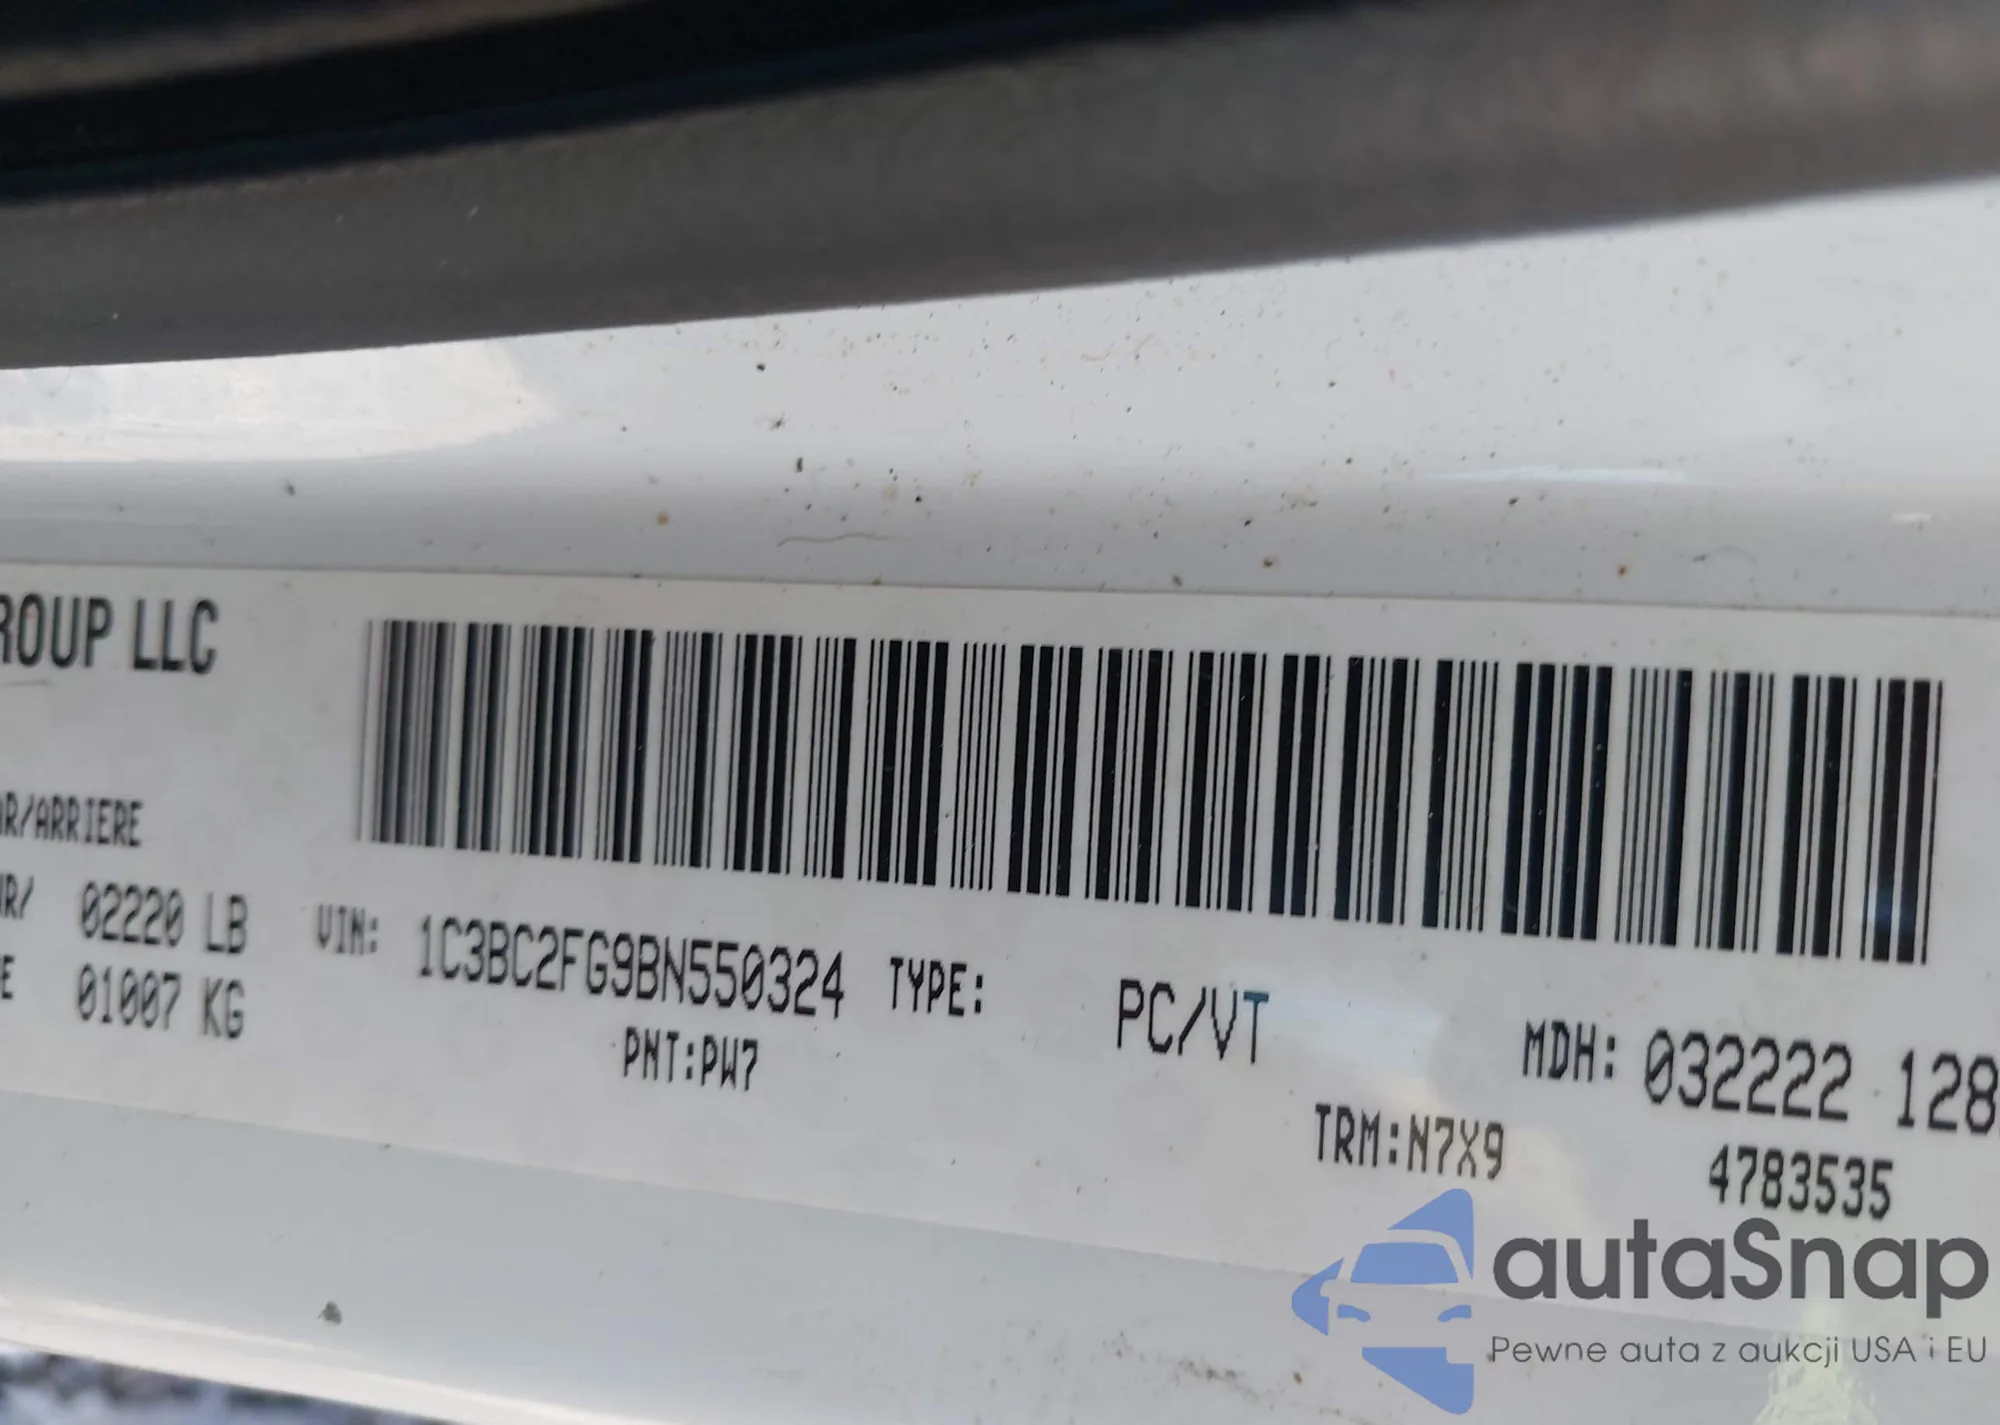 ROUP LLC
AR/ARRIERE
02220 LB
VIN: 1C3BC2FG9BN550324 TYPE: PC/VT
01007 KG
PNT:PW7
MDH: 032222 128
TRM:N7X9
4783535
autaSnap
Pewne auta z aukcji USA i EU